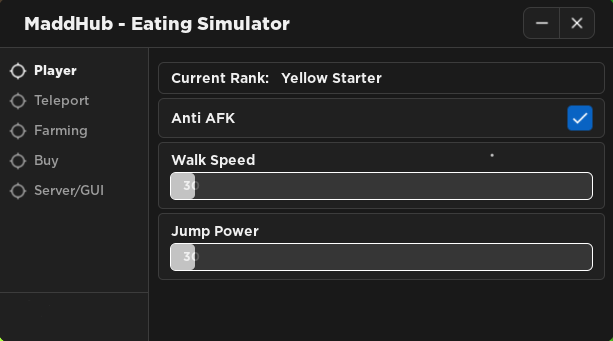 MaddHub - Eating Simulator
Player
Teleport
Farming
Buy
Server/GUI
Current Rank: Yellow Starter
Anti AFK
Walk Speed
30
Jump Power
30